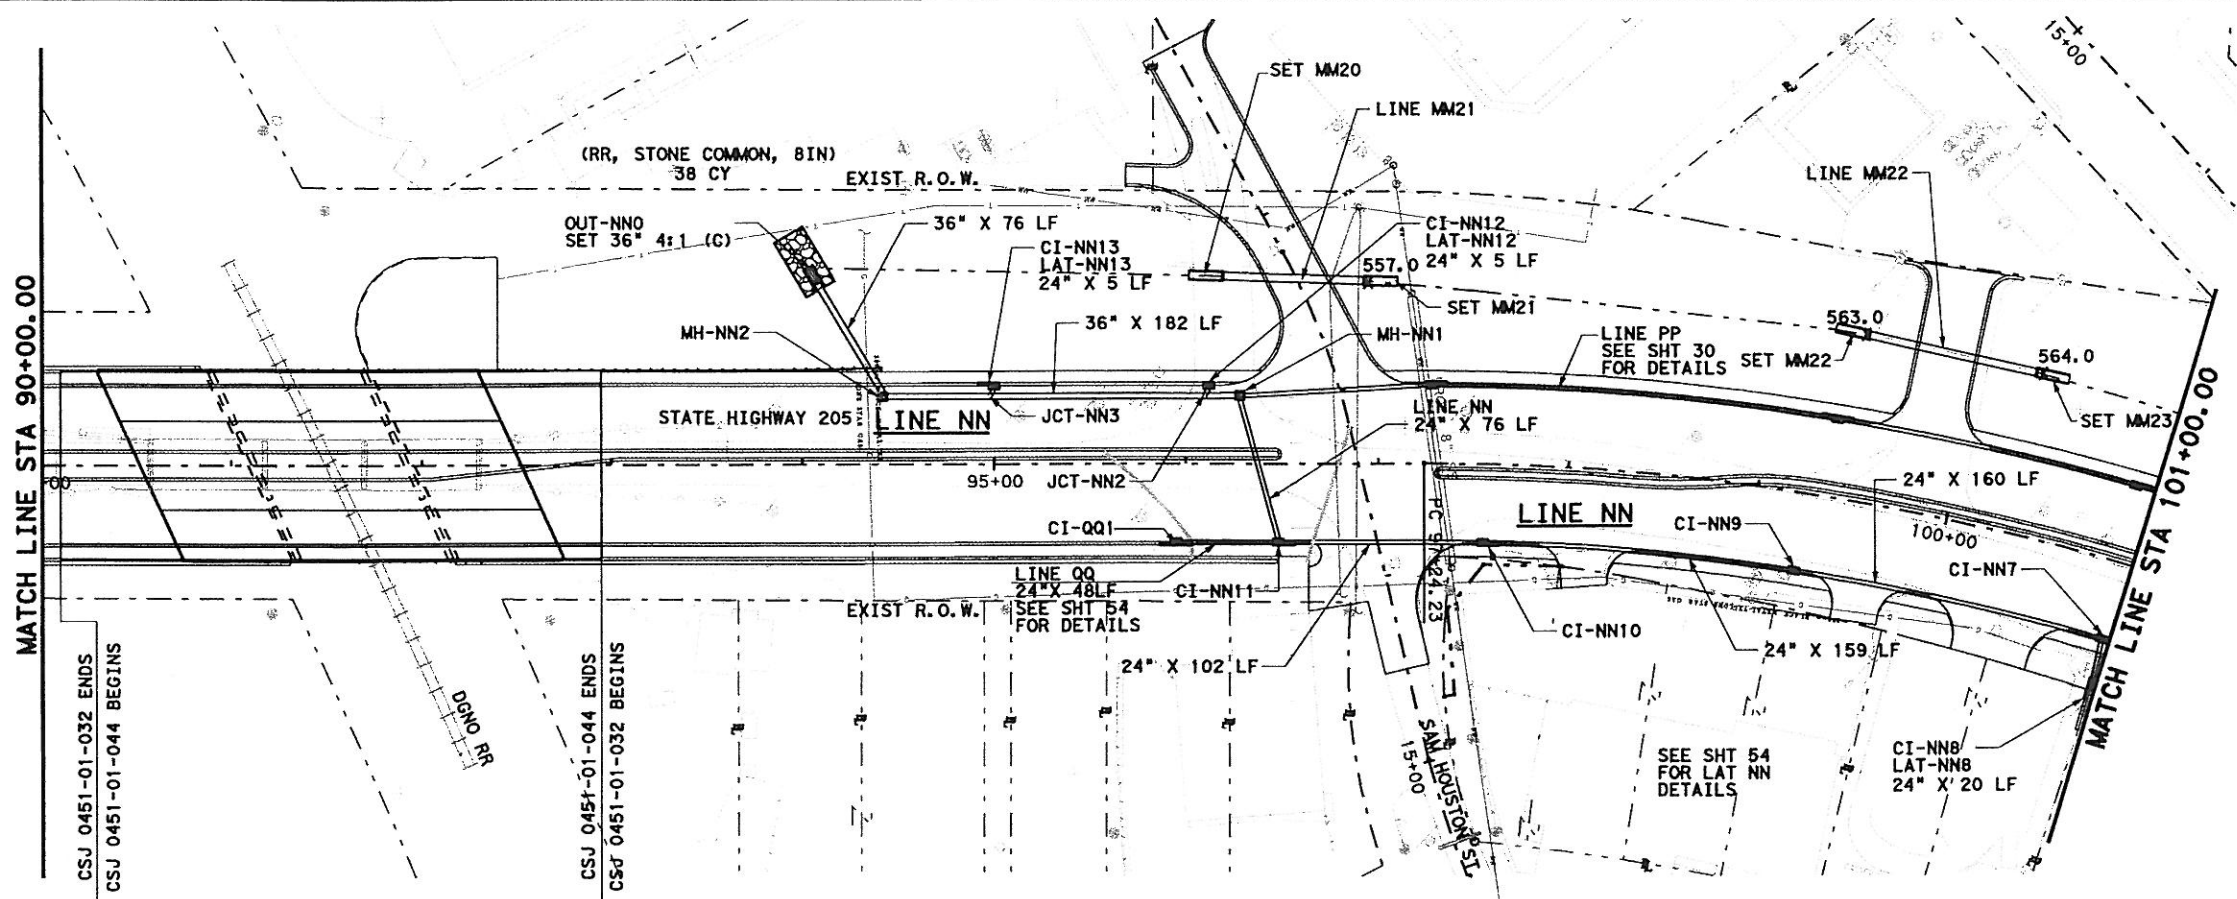 MATCH LINE STA 90+00.00
15+00
SET MM20
LINE MM21
(RR, STONE COMMON, 8IN)
38 CY
EXIST R.O.W.
LINE MM22
OUT-NN0
SET 36" 4:1 (C)
36" X 76 LF
CI-NN13
LAT-NN13
24" X 5 LF
CI-NN12
LAT-NN12
24" X 5 LF
557.0
SET MM21
563.0
MH-NN2
36" X 182 LF
MH-NN1
LINE PP
SEE SHT 30
FOR DETAILS
SET MM22
564.0
SET MM23
STATE HIGHWAY 205
LINE NN
JCT-NN3
LINE NN
24" X 76 LF
00
95+00
JCT-NN2
24" X 160 LF
LINE NN
CI-NN9
100+00
CI-QQ1
CI-NN7
LINE QQ
24"X 48LF
SEE SHT 54
FOR DETAILS
CI-NN11
EXIST R.O.W.
CI-NN10
24" X 159 LF
24" X 102 LF
DGNO RR
SAM HOUSTON ST.
15+00
SEE SHT 54
FOR LAT NN
DETAILS
CI-NN8
LAT-NN8
24" X 20 LF
CSJ 0451-01-032 ENDS
CSJ 0451-01-044 BEGINS
CSJ 0451-01-044 ENDS
CSJ 0451-01-032 BEGINS
MATCH LINE STA 101+00.00